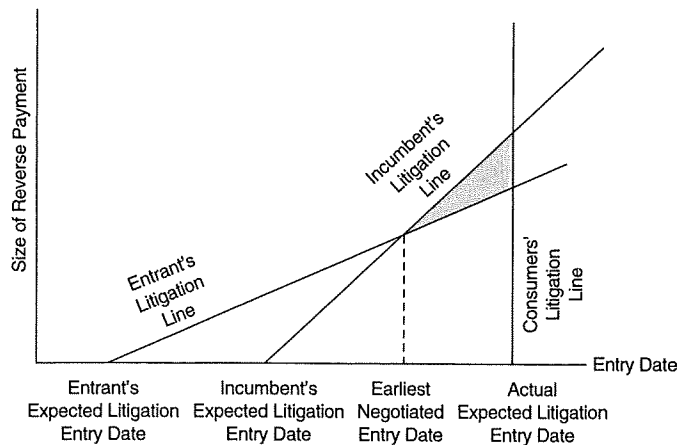 Size of Reverse Payment
Incumbent's
Litigation
Line
Entrant's
Litigation
Line
Consumers'
Litigation
Line
Entry Date
Entrant's
Expected Litigation
Entry Date
Incumbent's
Expected Litigation
Entry Date
Earliest
Negotiated
Entry Date
Actual
Expected Litigation
Entry Date